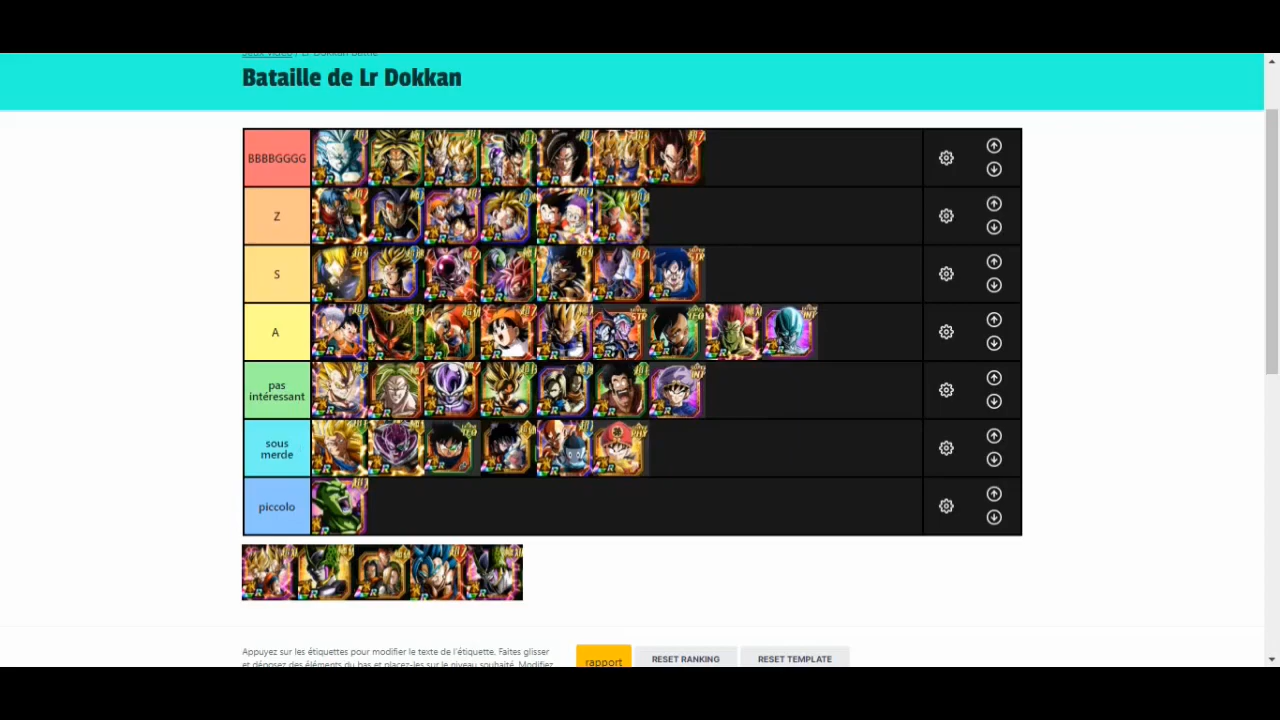 Bataille de Lr Dokkan
BBBBGGGG
Z
S
A
pas
intéressant
sous
merde
piccolo
Appuyez sur les étiquettes pour modifier le texte de l'étiquette. Faites glisser
et déposez des éléments du bas et placez-les sur le niveau souhaité. Modifiez
rapport
RESET RANKING
RESET TEMPLATE